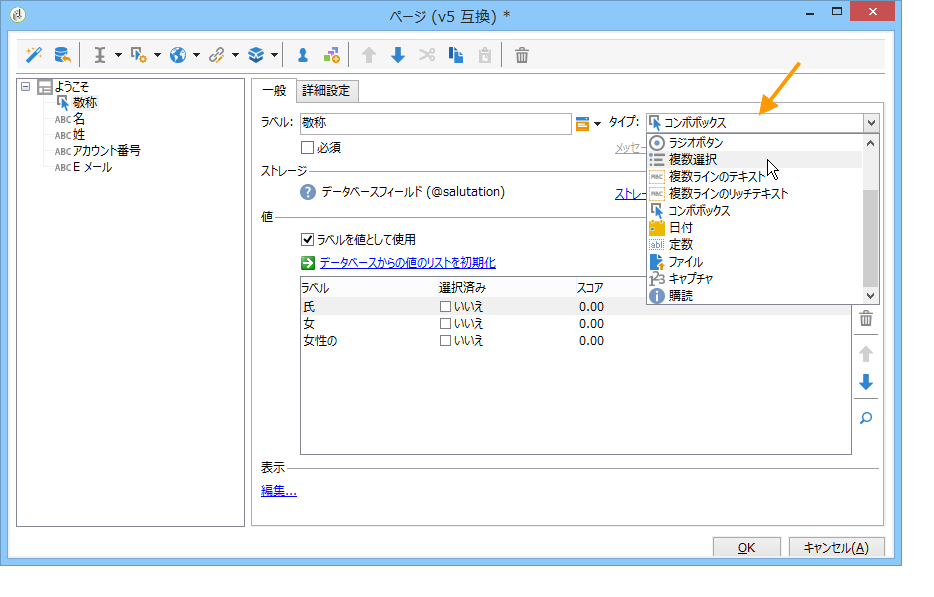 ページ (v5 互換) *
ようこそ
敬称
ABC 名
ABC 姓
ABC アカウント番号
ABC E メール
一般 詳細設定
ラベル: 敬称 タイプ: コンボボックス
必須 メッセー
ストレージ
データベースフィールド (@salutation) ストレー
値
ラベルを値として使用
データベースからの値のリストを初期化
ラベル 選択済み スコア
氏 いいえ 0.00
女 いいえ 0.00
女性の いいえ 0.00
ラジオボタン
複数選択
複数ラインのテキスト
複数ラインのリッチテキスト
コンボボックス
日付
定数
ファイル
キャプチャ
購読
表示
編集...
OK キャンセル(A)